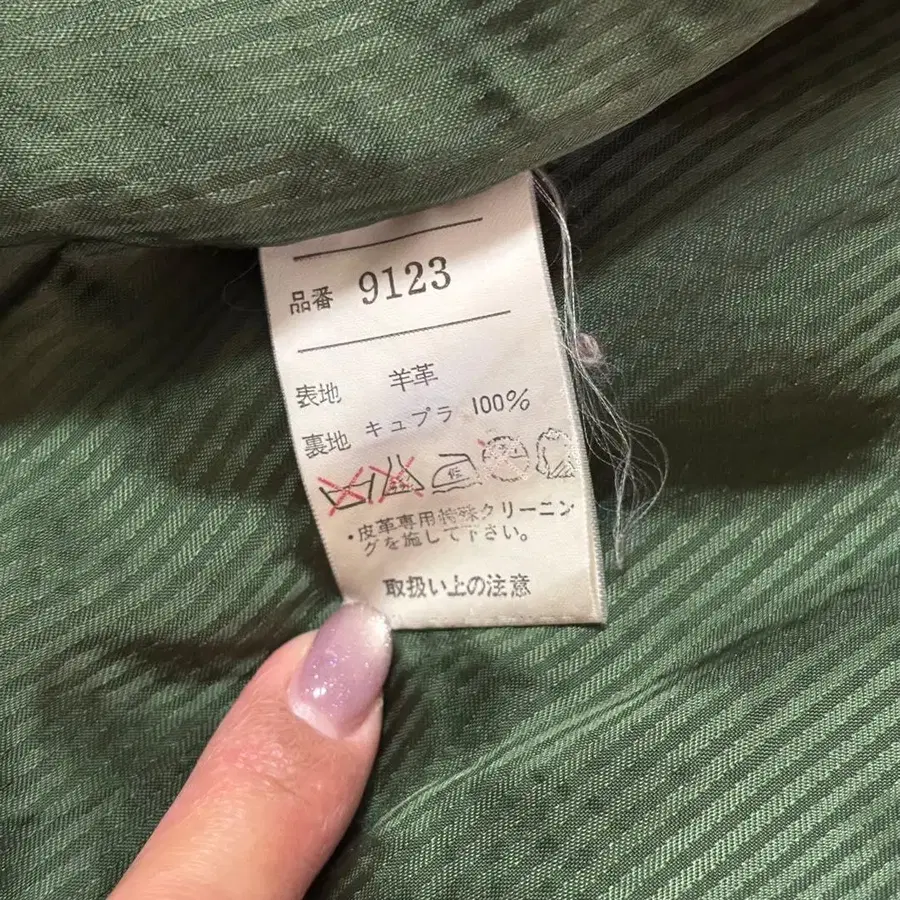 品番 9123
表地 羊革
裏地 キュプラ 100%
低
・皮革専用特殊クリーニン
グを施して下さい。
取扱い上の注意